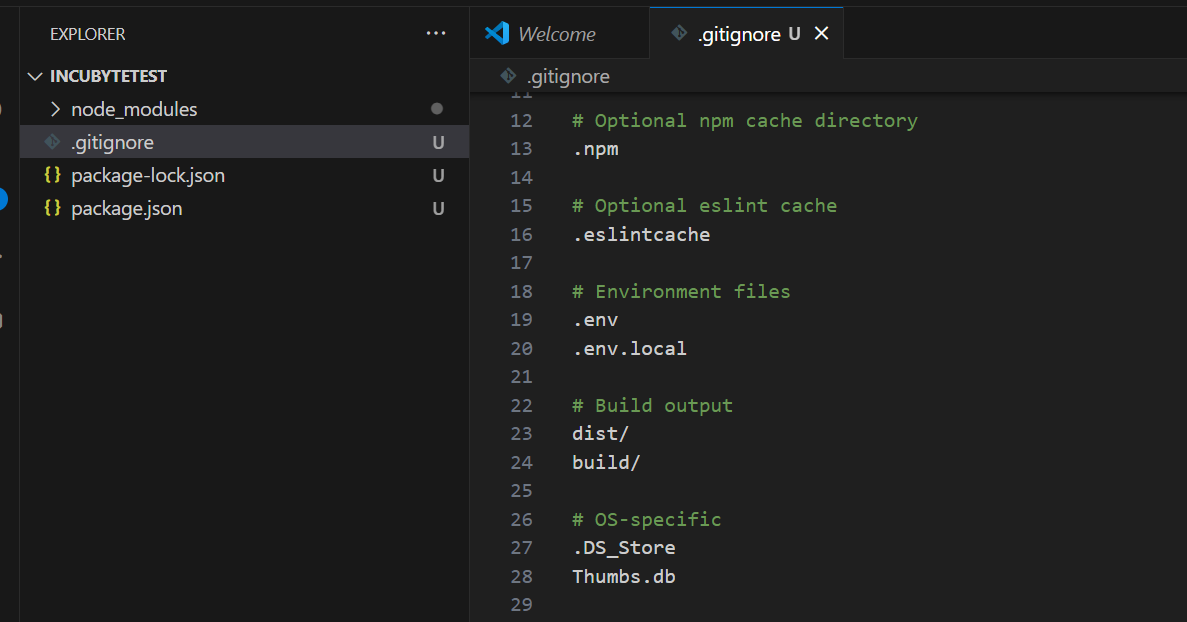 EXPLORER
INCUBYTETEST
node_modules
.gitignore U
package-lock.json U
package.json U
Welcome
.gitignore U
.gitignore
11
12 # Optional npm cache directory
13 .npm
14
15 # Optional eslint cache
16 .eslintcache
17
18 # Environment files
19 .env
20 .env.local
21
22 # Build output
23 dist/
24 build/
25
26 # OS-specific
27 .DS_Store
28 Thumbs.db
29